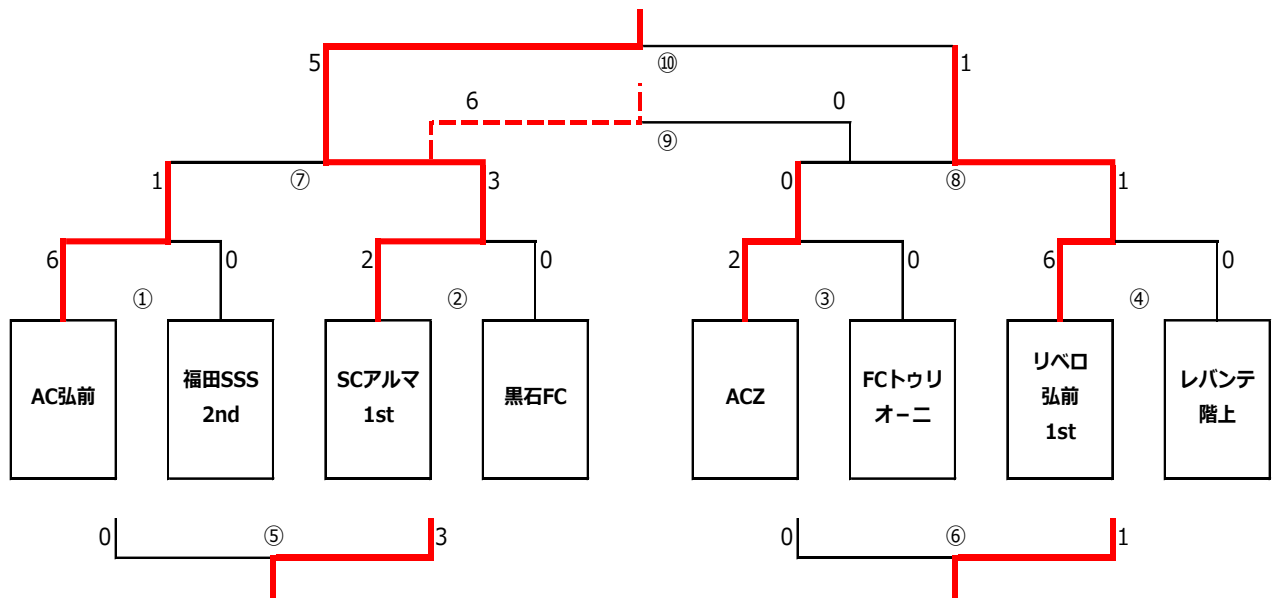 5
⑩
1
6
⑨
0
1
⑦
3
0
⑧
1
6
0
2
0
2
0
6
0
①
②
③
④
AC弘前
福田SSS
2nd
SCアルマ
1st
黒石FC
ACZ
FCトゥリ
オーニ
リベロ
弘前
1st
レバンテ
階上
0
⑤
3
0
⑥
1